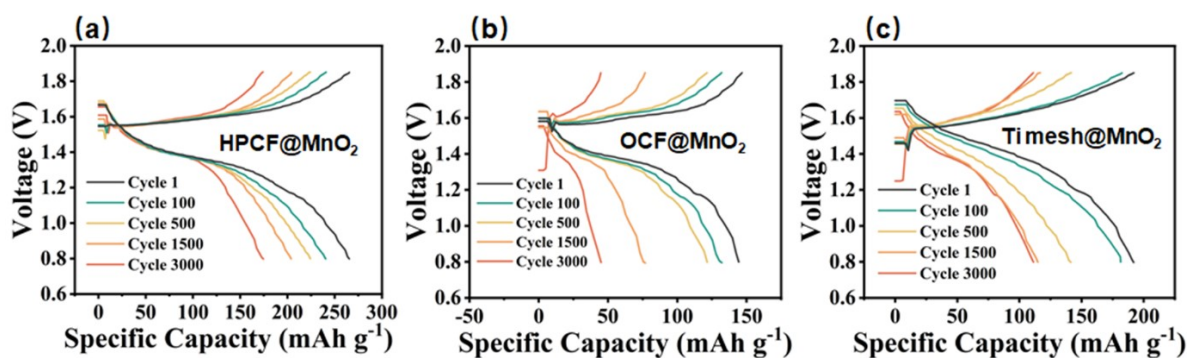 (a)
2.0
1.8
1.6
1.4
1.2
1.0
0.8
0.6
Voltage (V)
HPCF@MnO₂
Cycle 1
Cycle 100
Cycle 500
Cycle 1500
Cycle 3000
0 50 100 150 200 250 300
Specific Capacity (mAh g⁻¹)
(b)
2.0
1.8
1.6
1.4
1.2
1.0
0.8
0.6
Voltage (V)
OCF@MnO₂
Cycle 1
Cycle 100
Cycle 500
Cycle 1500
Cycle 3000
0 50 100 150
Specific Capacity (mAh g⁻¹)
(c)
2.0
1.8
1.6
1.4
1.2
1.0
0.8
0.6
Voltage (V)
Ti mesh@MnO₂
Cycle 1
Cycle 100
Cycle 500
Cycle 1500
Cycle 3000
0 50 100 150 200
Specific Capacity (mAh g⁻¹)